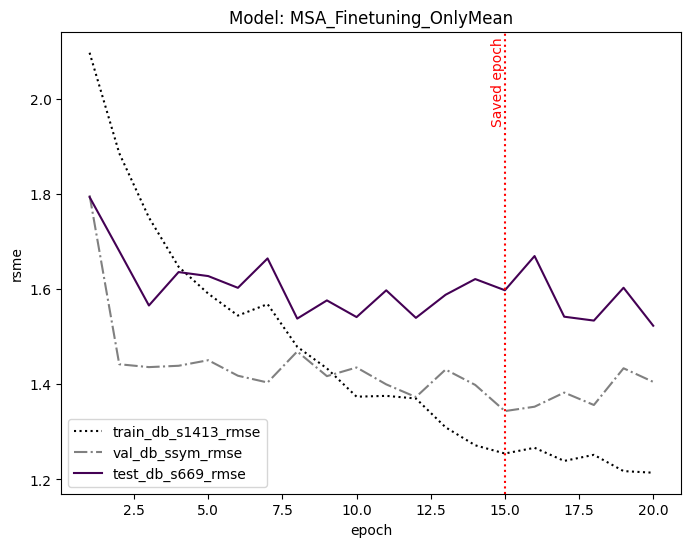 Model: MSA_Finetuning_OnlyMean
Saved epoch
2.0
1.8
1.6
1.4
1.2
rsme
train_db_s1413_rmse
val_db_ssym_rmse
test_db_s669_rmse
2.5 5.0 7.5 10.0 12.5 15.0 17.5 20.0
epoch